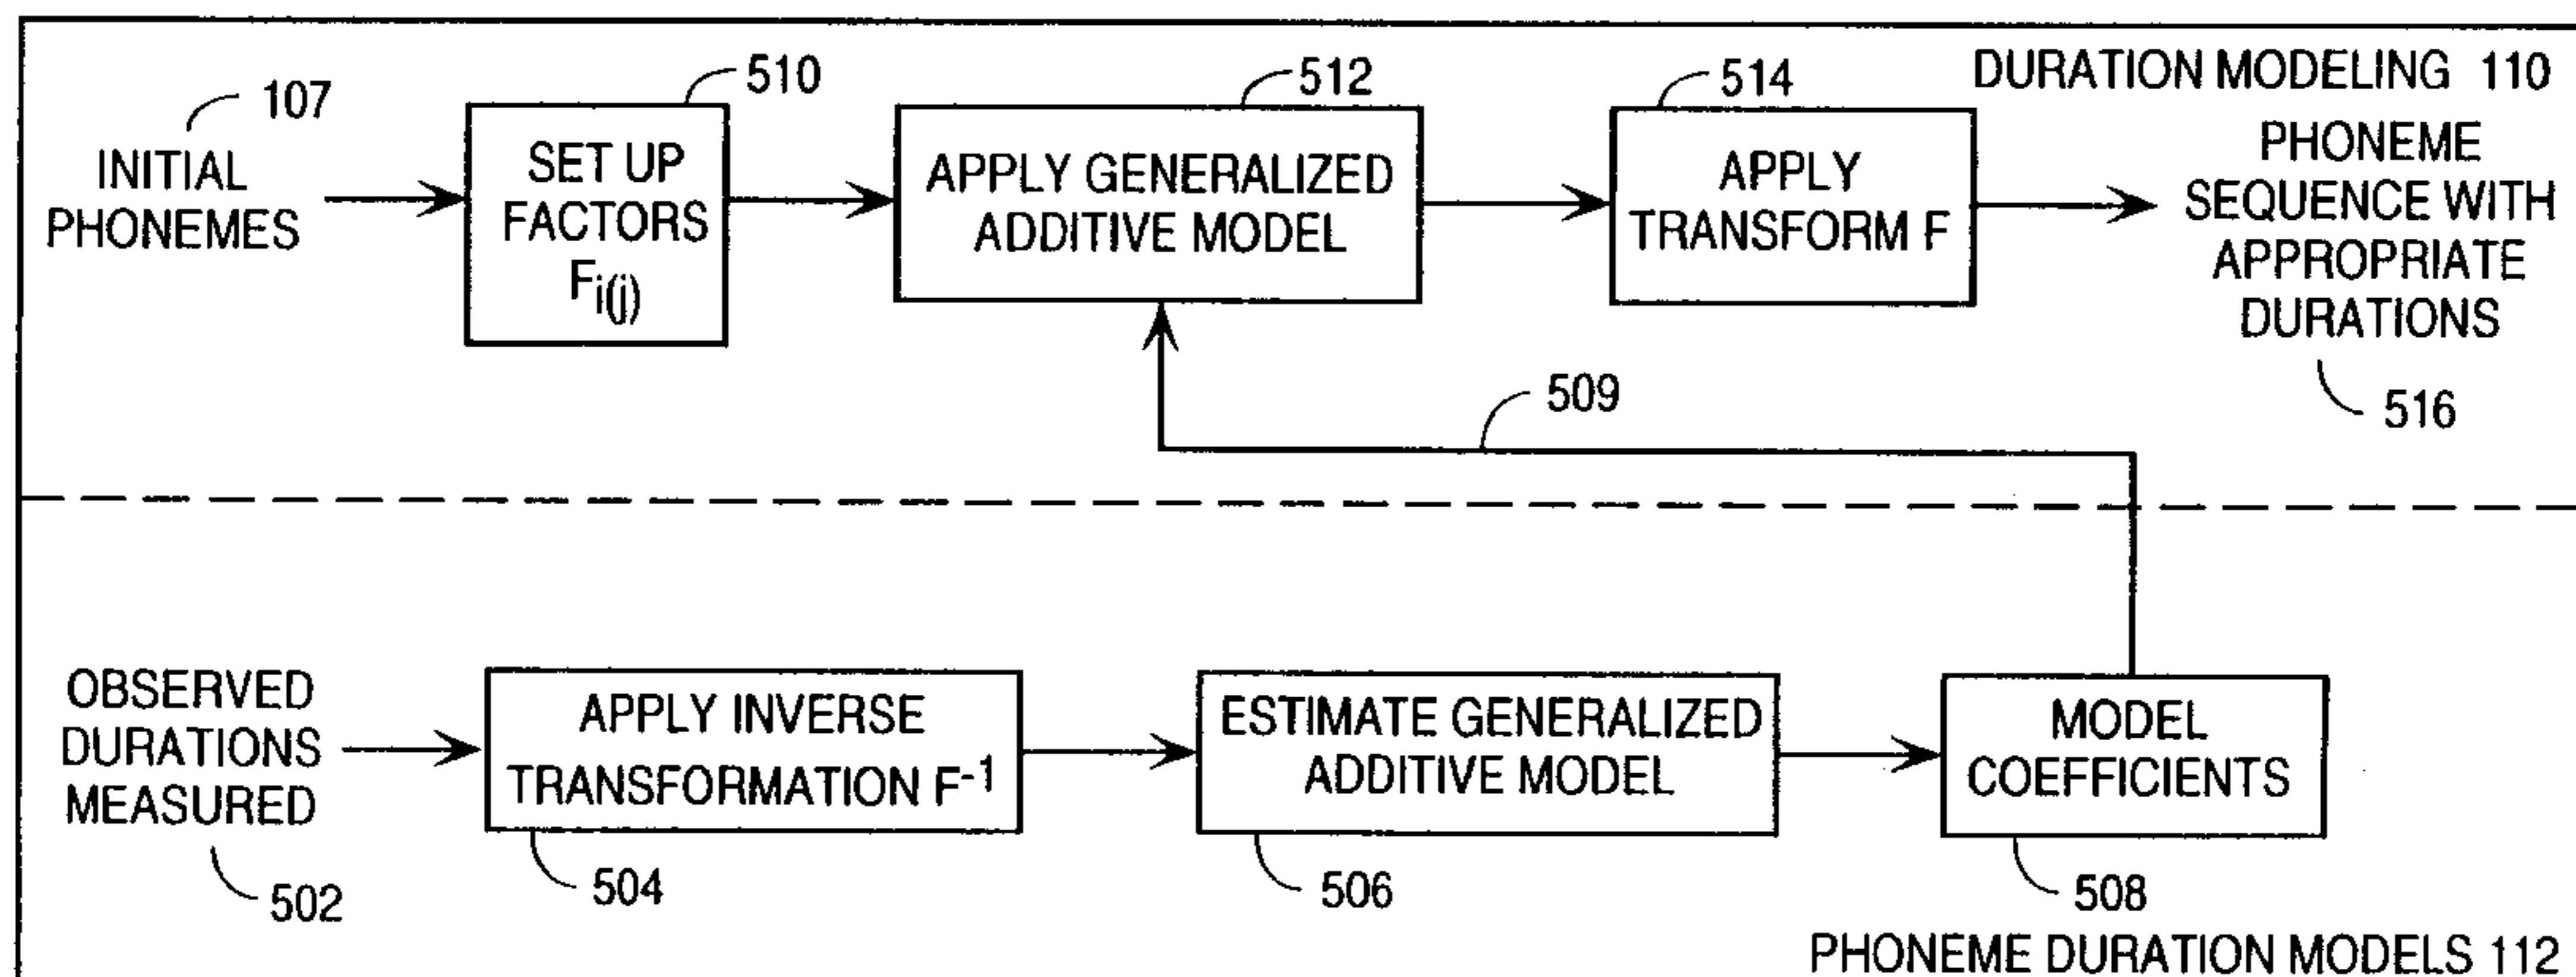 DURATION MODELING 110
107
INITIAL
PHONEMES
510
SET UP
FACTORS
Fi(j)
512
APPLY GENERALIZED
ADDITIVE MODEL
514
APPLY
TRANSFORM F
PHONEME
SEQUENCE WITH
APPROPRIATE
DURATIONS
516
509
OBSERVED
DURATIONS
MEASURED
502
APPLY INVERSE
TRANSFORMATION F-1
504
ESTIMATE GENERALIZED
ADDITIVE MODEL
506
MODEL
COEFFICIENTS
508
PHONEME DURATION MODELS 112